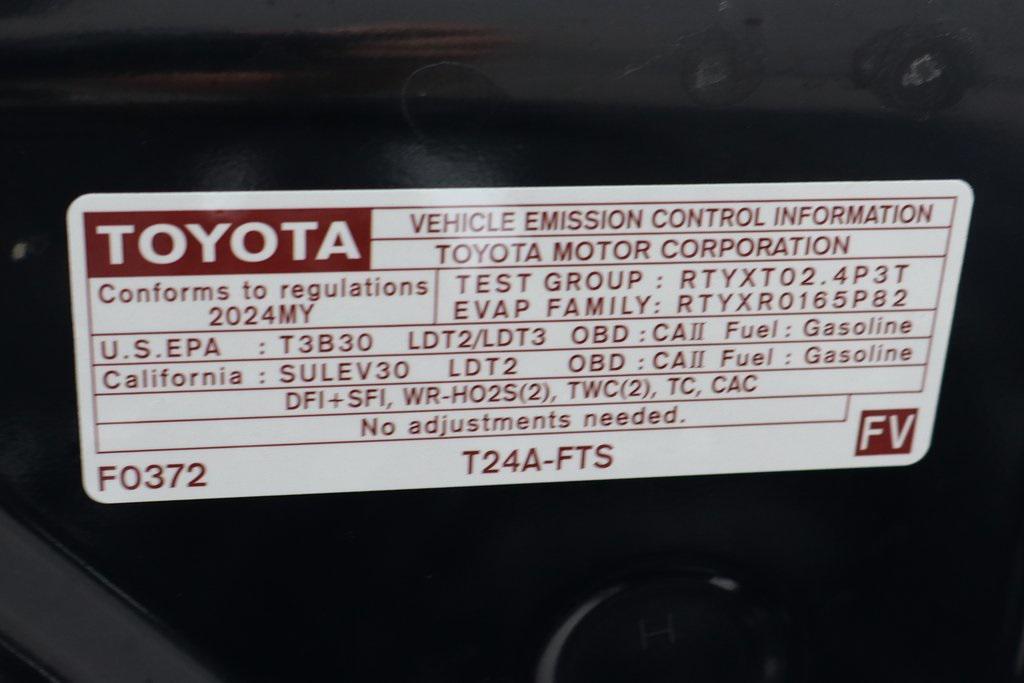 TOYOTA
VEHICLE EMISSION CONTROL INFORMATION
TOYOTA MOTOR CORPORATION
Conforms to regulations
2024MY
TEST GROUP : RTYXT02.4P3T
EVAP FAMILY: RTYXR0165P82
U.S.EPA : T3B30 LDT2/LDT3 OBD : CAII Fuel : Gasoline
California : SULEV30 LDT2 OBD : CAII Fuel : Gasoline
DFI+SFI, WR-HO2S(2), TWC(2), TC, CAC
No adjustments needed.
FV
F0372
T24A-FTS
H